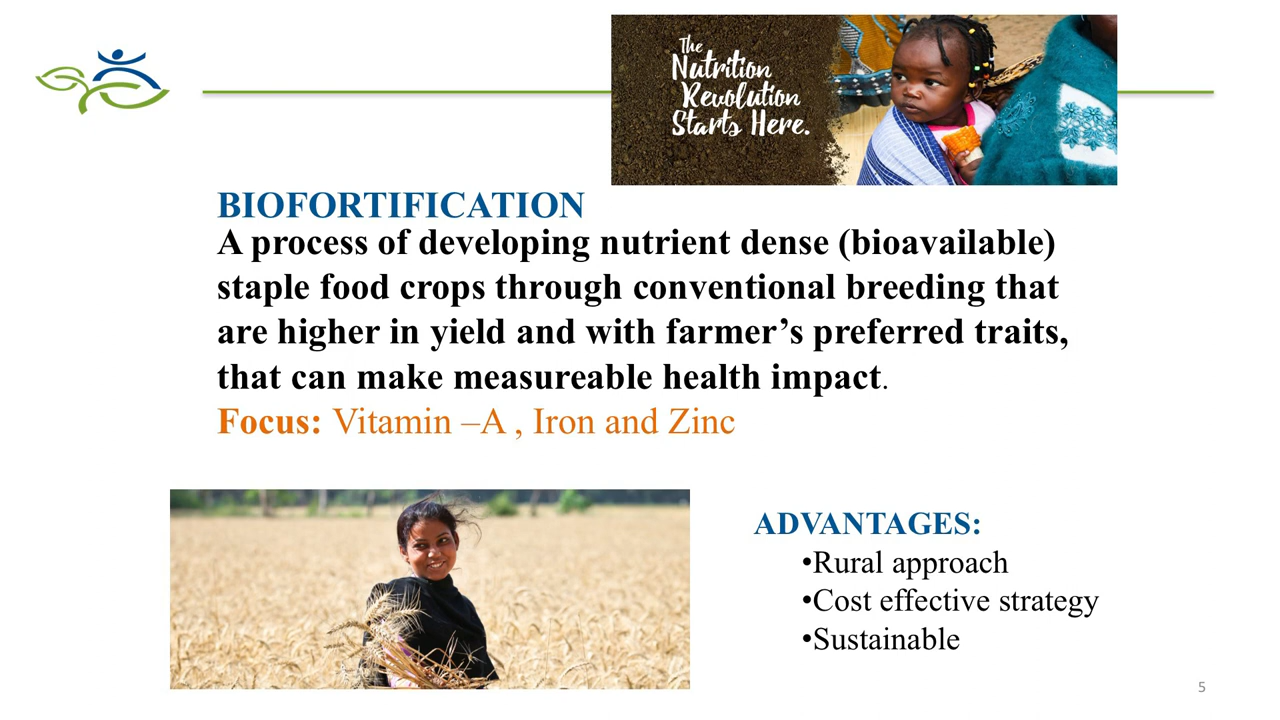 The
Nutrition
Revolution
Starts Here.
BIOFORTIFICATION
A process of developing nutrient dense (bioavailable)
staple food crops through conventional breeding that
are higher in yield and with farmer’s preferred traits,
that can make measureable health impact.
Focus: Vitamin –A , Iron and Zinc
ADVANTAGES:
•Rural approach
•Cost effective strategy
•Sustainable
5